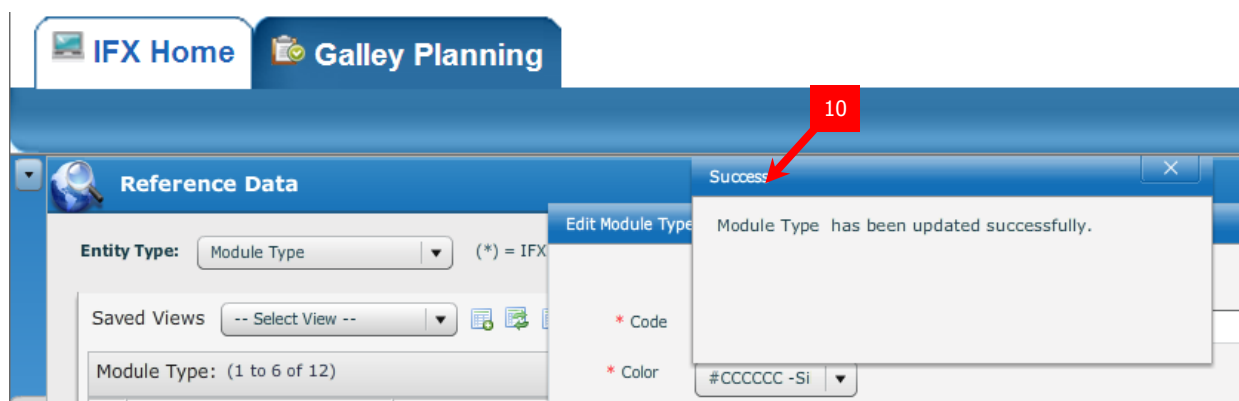 IFX Home
Galley Planning
10
Reference Data
Success
Edit Module Type
Module Type has been updated successfully.
Entity Type: Module Type (*) = IFX
Saved Views -- Select View --
* Code
Module Type: (1 to 6 of 12)
* Color #CCCCCC -Si